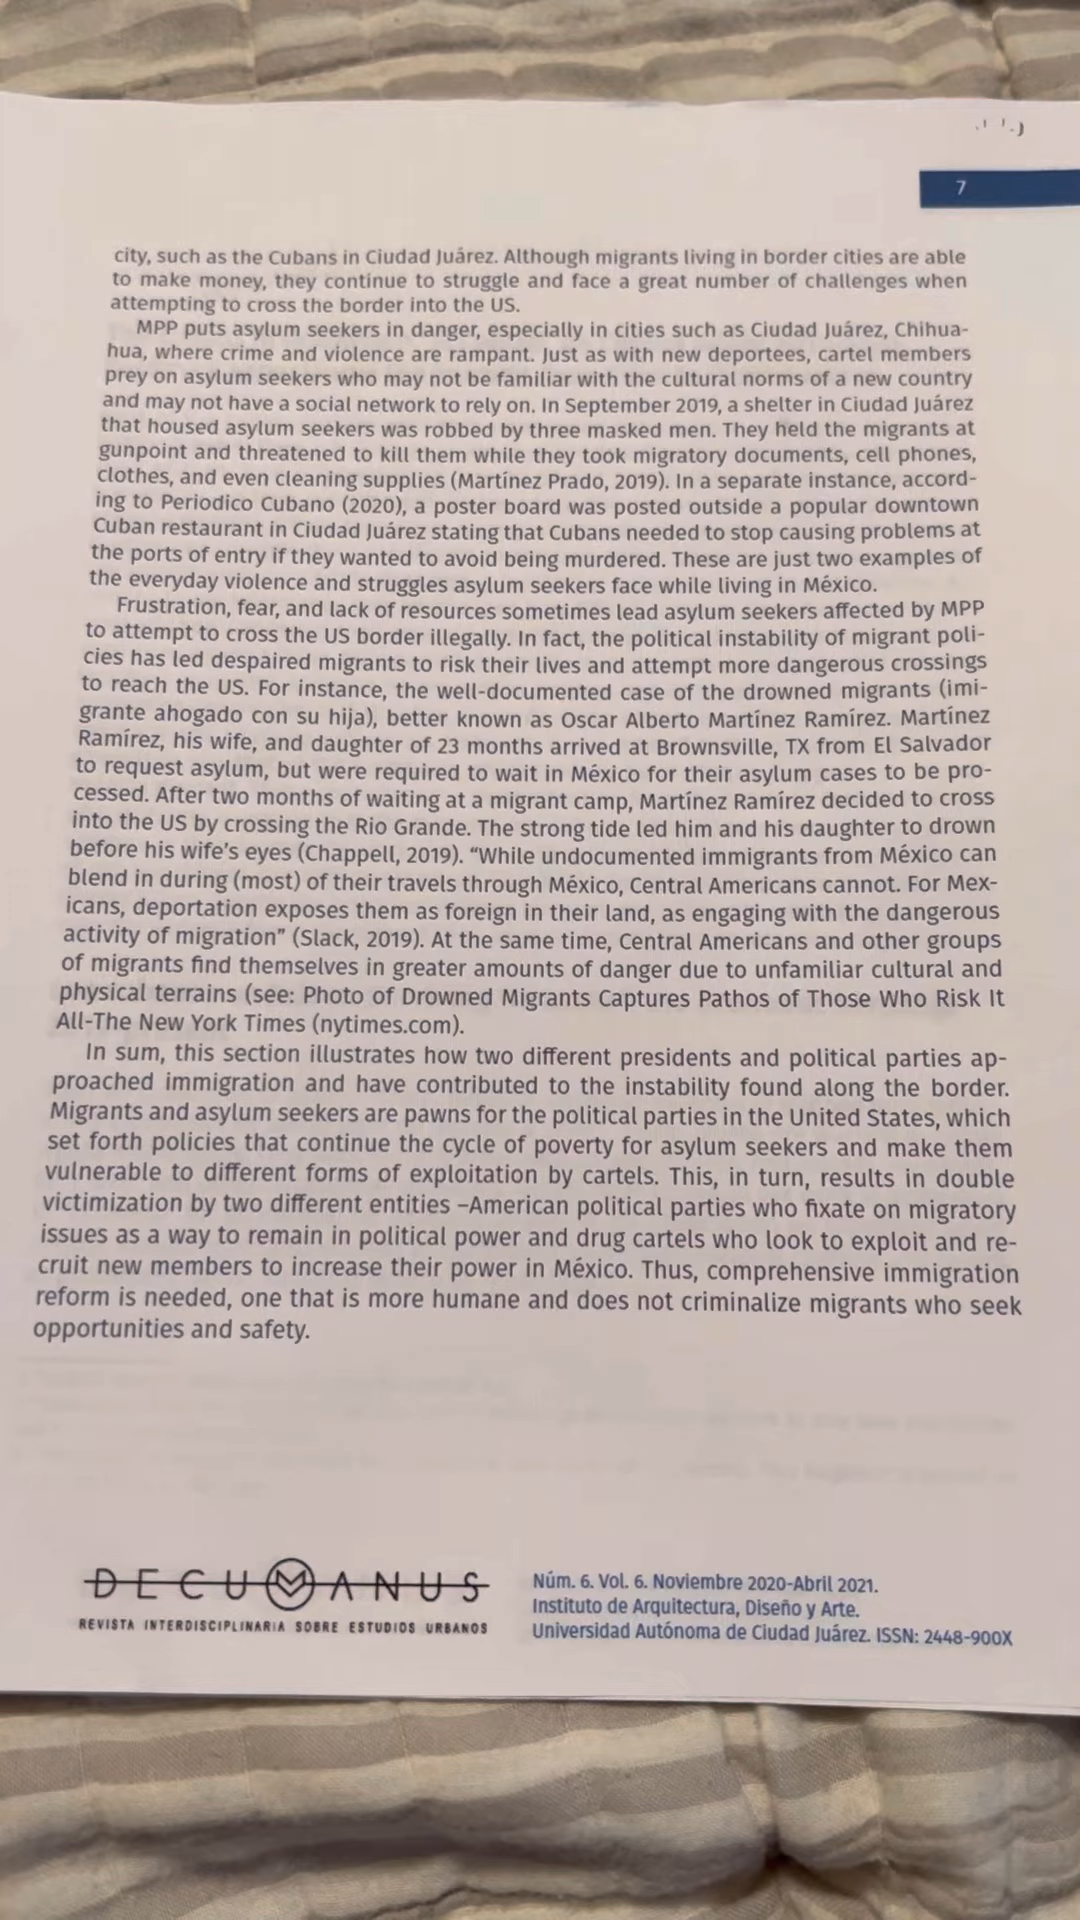 7
city, such as the Cubans in Ciudad Juárez. Although migrants living in border cities are able
to make money, they continue to struggle and face a great number of challenges when
attempting to cross the border into the US.
MPP puts asylum seekers in danger, especially in cities such as Ciudad Juárez, Chihua-
hua, where crime and violence are rampant. Just as with new deportees, cartel members
prey on asylum seekers who may not be familiar with the cultural norms of a new country
and may not have a social network to rely on. In September 2019, a shelter in Ciudad Juárez
that housed asylum seekers was robbed by three masked men. They held the migrants at
gunpoint and threatened to kill them while they took migratory documents, cell phones,
clothes, and even cleaning supplies (Martínez Prado, 2019). In a separate instance, accord-
ing to Periodico Cubano (2020), a poster board was posted outside a popular downtown
Cuban restaurant in Ciudad Juárez stating that Cubans needed to stop causing problems at
the ports of entry if they wanted to avoid being murdered. These are just two examples of
the everyday violence and struggles asylum seekers face while living in México.
Frustration, fear, and lack of resources sometimes lead asylum seekers affected by MPP
to attempt to cross the US border illegally. In fact, the political instability of migrant poli-
cies has led despaired migrants to risk their lives and attempt more dangerous crossings
to reach the US. For instance, the well-documented case of the drowned migrants (imi-
grante ahogado con su hija), better known as Oscar Alberto Martínez Ramírez. Martínez
Ramírez, his wife, and daughter of 23 months arrived at Brownsville, TX from El Salvador
to request asylum, but were required to wait in México for their asylum cases to be pro-
cessed. After two months of waiting at a migrant camp, Martínez Ramírez decided to cross
into the US by crossing the Rio Grande. The strong tide led him and his daughter to drown
before his wife's eyes (Chappell, 2019). “While undocumented immigrants from México can
blend in during (most) of their travels through México, Central Americans cannot. For Mex-
icans, deportation exposes them as foreign in their land, as engaging with the dangerous
activity of migration” (Slack, 2019). At the same time, Central Americans and other groups
of migrants find themselves in greater amounts of danger due to unfamiliar cultural and
physical terrains (see: Photo of Drowned Migrants Captures Pathos of Those Who Risk It
All-The New York Times (nytimes.com).
In sum, this section illustrates how two different presidents and political parties ap-
proached immigration and have contributed to the instability found along the border.
Migrants and asylum seekers are pawns for the political parties in the United States, which
set forth policies that continue the cycle of poverty for asylum seekers and make them
vulnerable to different forms of exploitation by cartels. This, in turn, results in double
victimization by two different entities –American political parties who fixate on migratory
issues as a way to remain in political power and drug cartels who look to exploit and re-
cruit new members to increase their power in México. Thus, comprehensive immigration
reform is needed, one that is more humane and does not criminalize migrants who seek
opportunities and safety.
DECUMANUS
REVISTA INTERDISCIPLINARIA SOBRE ESTUDIOS URBANOS
Núm. 6. Vol. 6. Noviembre 2020-Abril 2021.
Instituto de Arquitectura, Diseño y Arte.
Universidad Autónoma de Ciudad Juárez. ISSN: 2448-900X